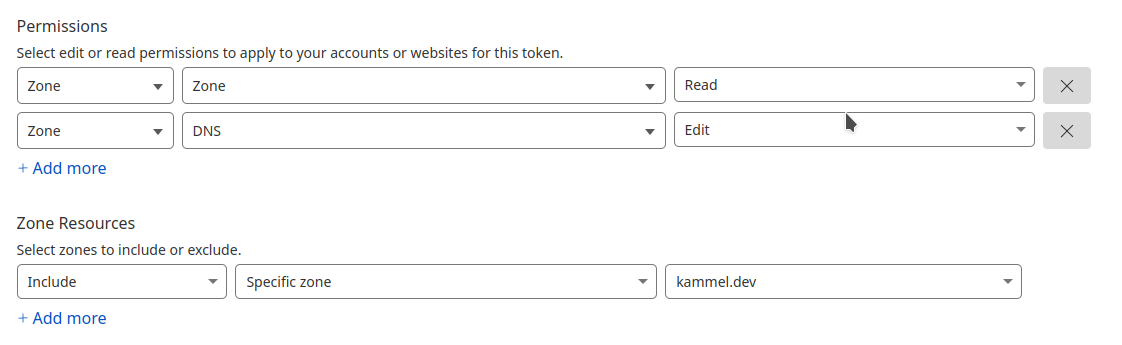 Permissions
Select edit or read permissions to apply to your accounts or websites for this token.
Zone Zone Read
Zone DNS Edit
+ Add more
Zone Resources
Select zones to include or exclude.
Include Specific zone kammel.dev
+ Add more